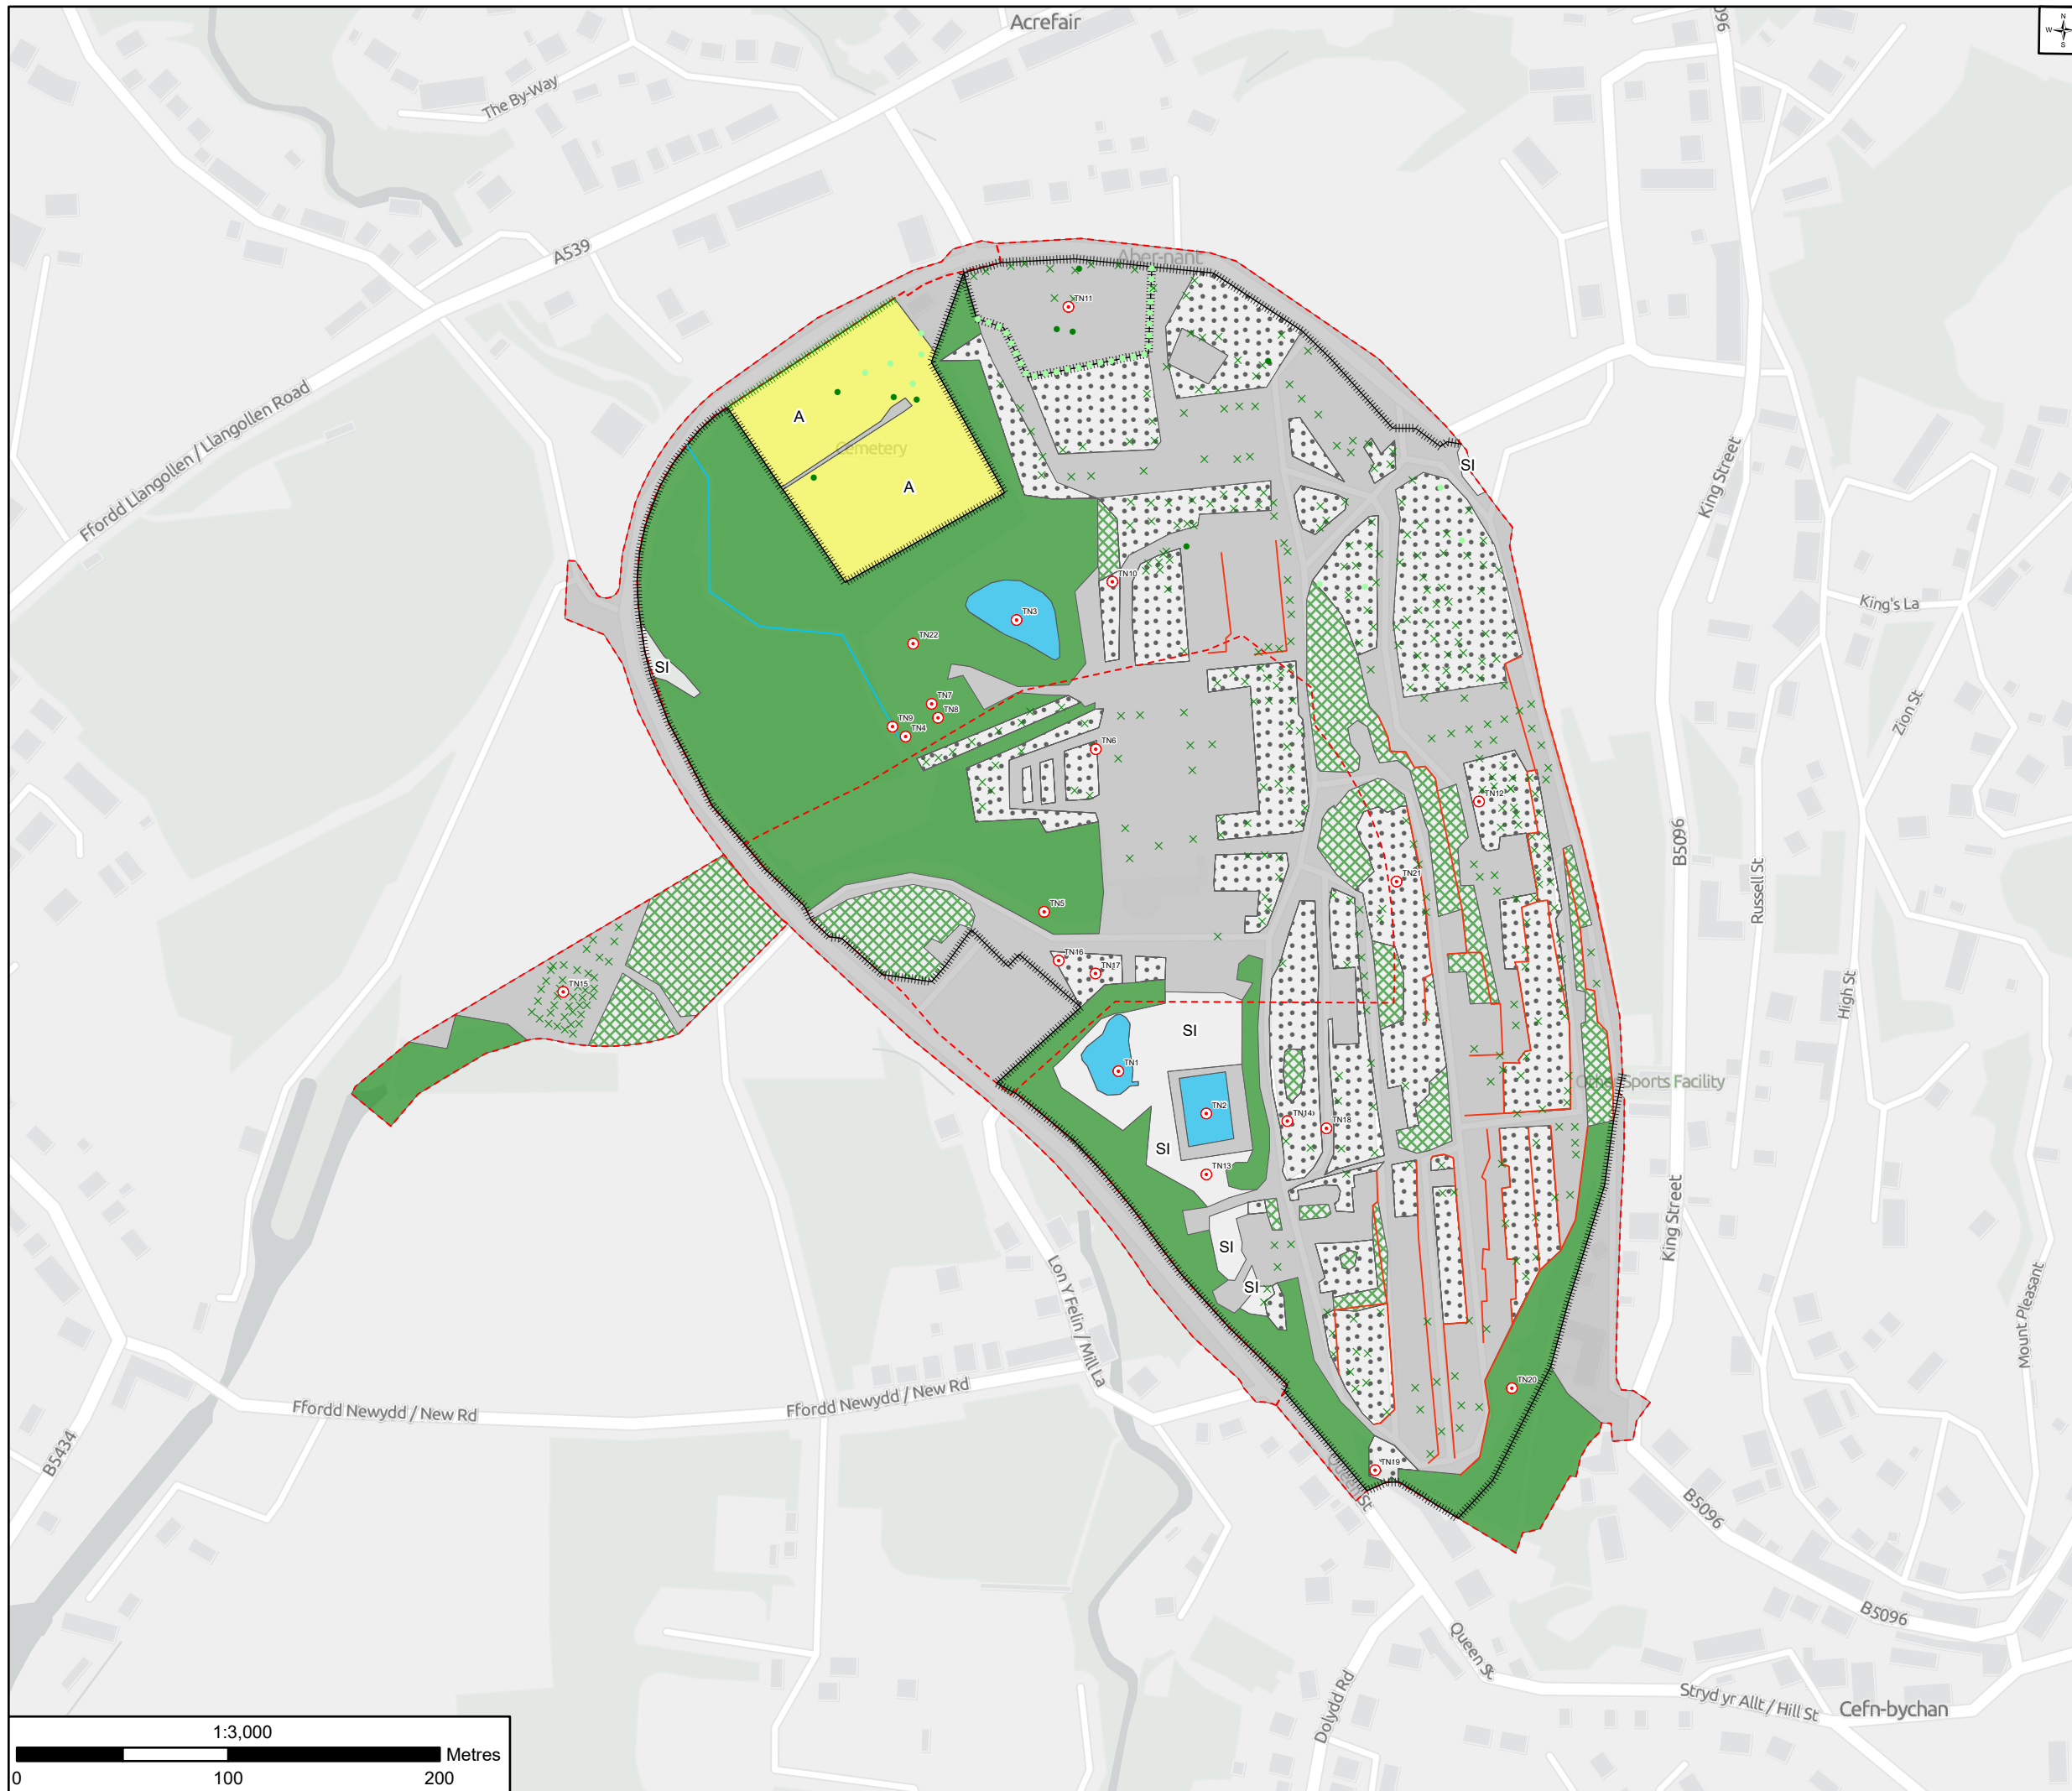 Acrefair
B5096
N
W
S
The By-Way
A539
Aber-nant
TN11
Ffordd Llangollen / Llangollen Road
A
Cemetery
A
SI
King Street
TN10
King's La
TN3
TN22
SI
TN7
TN8
TN9
TN4
TN6
Zion St
TN12
B5096
Russell St
TN21
TN5
TN16
TN17
TN15
High St
SI
TN1
Other Sports Facility
TN2
TN14
TN18
SI
TN13
King Street
SI
SI
Lon Y Felin / Mill La
Mount Pleasant
TN20
Ffordd Newydd / New Rd
Ffordd Newydd / New Rd
B5434
TN19
Queen St
B5096
B5096
Queen St
Dolydd Rd
Stryd yr Allt / Hill St
Cefn-bychan
1:3,000
Metres
0 100 200